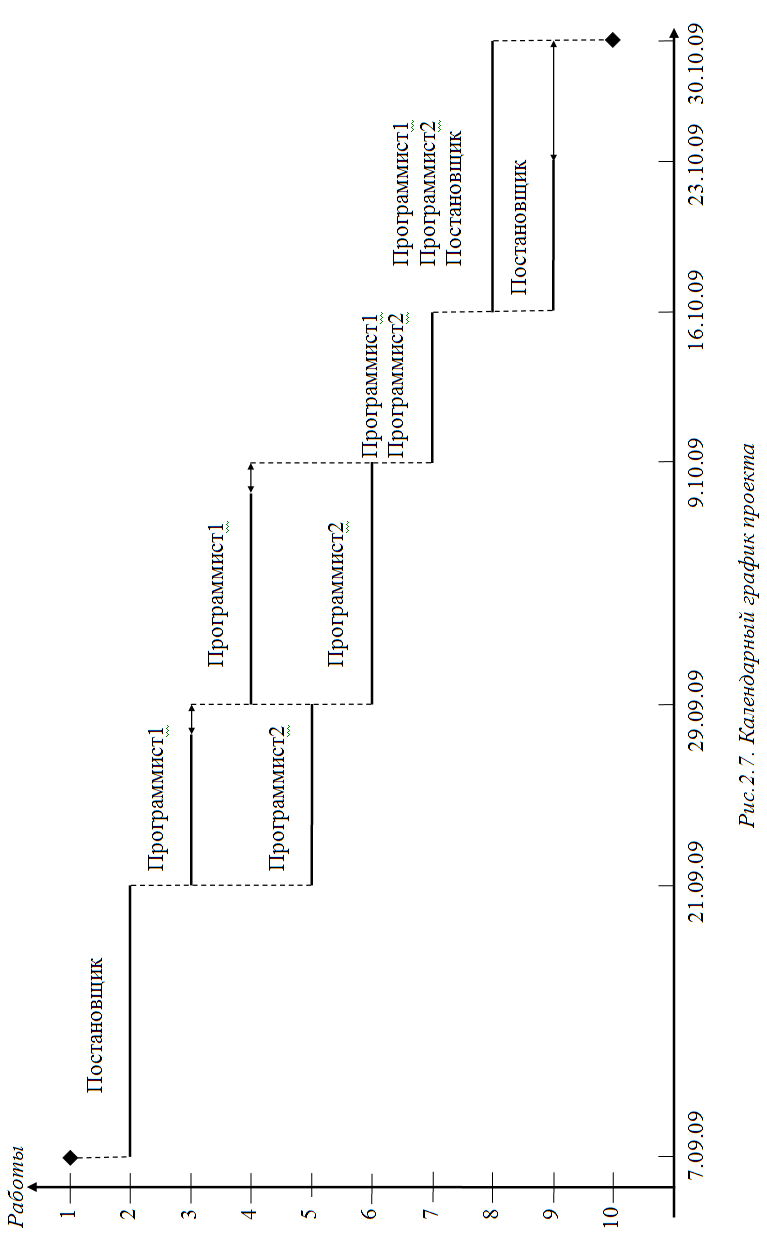 Работы
1
2
3
4
5
6
7
8
9
10
Постановщик
Программист1
Программист2
Программист1
Программист2
Программист1
Программист2
Программист1
Программист2
Постановщик
Постановщик
7.09.09
21.09.09
29.09.09
9.10.09
16.10.09
23.10.09
30.10.09
Рис.2.7. Календарный график проекта